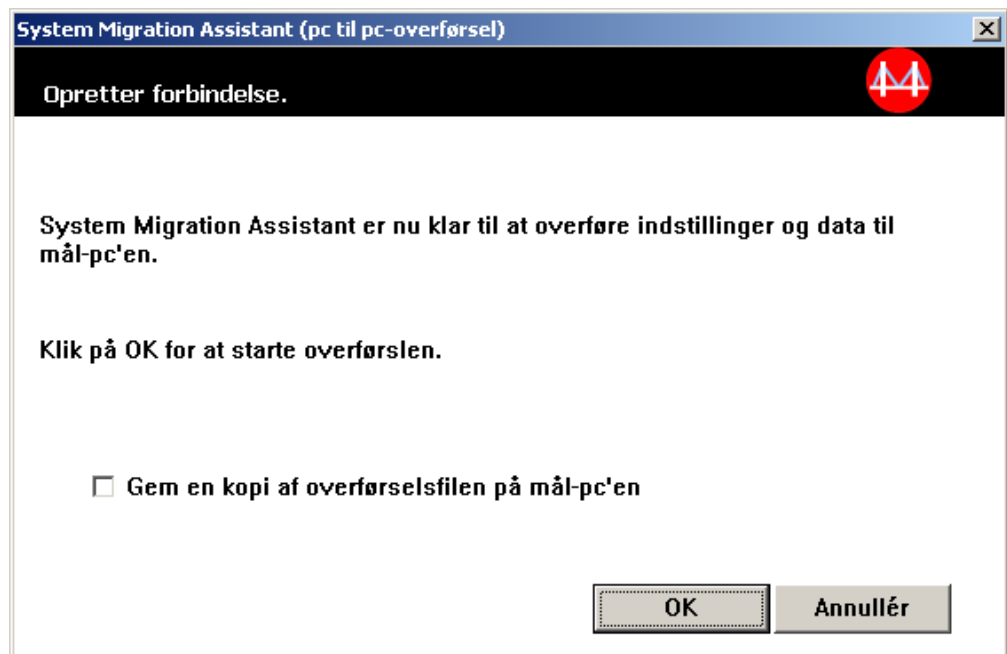 System Migration Assistant (pc til pc-overførsel)
Opretter forbindelse.
System Migration Assistant er nu klar til at overføre indstillinger og data til
mål-pc'en.
Klik på OK for at starte overførslen.
Gem en kopi af overførselsfilen på mål-pc'en
OK
Annullér